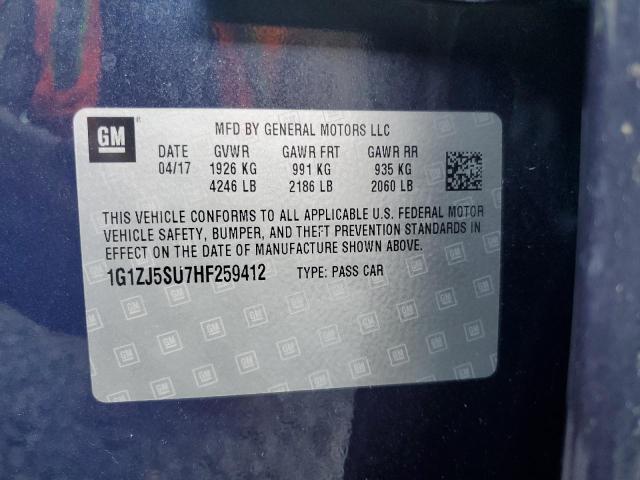 GM
MFD BY GENERAL MOTORS LLC
DATE GVWR GAWR FRT GAWR RR
04/17 1926 KG 991 KG 935 KG
4246 LB 2186 LB 2060 LB
THIS VEHICLE CONFORMS TO ALL APPLICABLE U.S. FEDERAL MOTOR
VEHICLE SAFETY, BUMPER, AND THEFT PREVENTION STANDARDS IN
EFFECT ON THE DATE OF MANUFACTURE SHOWN ABOVE.
1G1ZJ5SU7HF259412 TYPE: PASS CAR